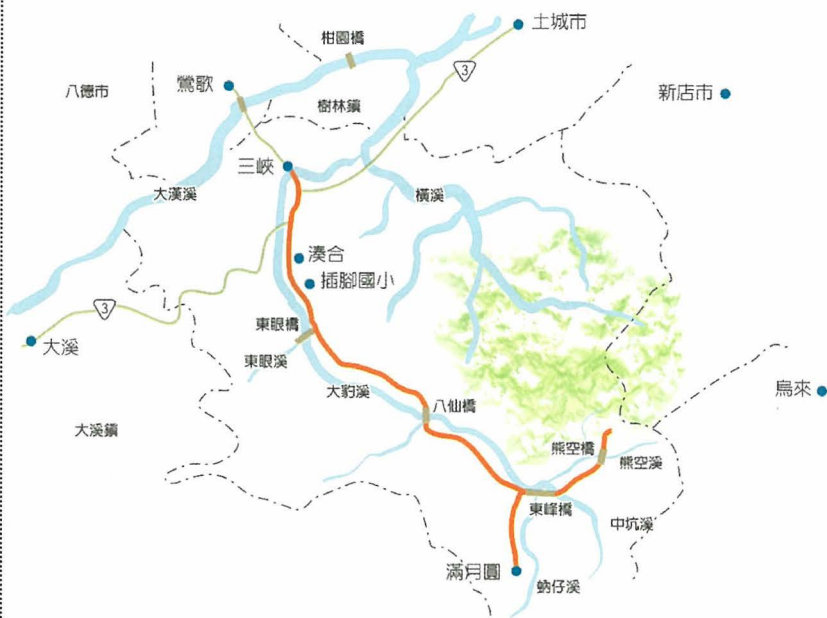 土城市
柑園橋
3
八德市
鶯歌
新店市
樹林鎮
三峽
大漢溪
橫溪
湊合
插腳國小
3
東眼橋
大溪
東眼溪
大豹溪
烏來
八仙橋
大溪鎮
熊空橋
熊空溪
東峰橋
中坑溪
滿月圓
蚋仔溪